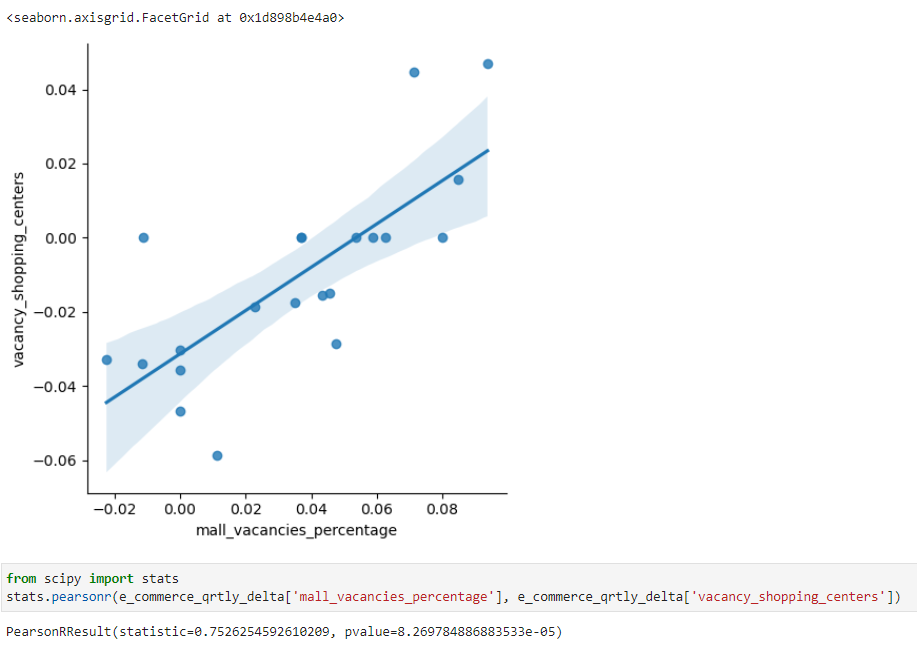 <seaborn.axisgrid.FacetGrid at 0x1d898b4e4a0>
0.04
0.02
0.00
−0.02
−0.04
−0.06
vacancy_shopping_centers
−0.02 0.00 0.02 0.04 0.06 0.08
mall_vacancies_percentage
from scipy import stats
stats.pearsonr(e_commerce_qrtly_delta['mall_vacancies_percentage'], e_commerce_qrtly_delta['vacancy_shopping_centers'])
PearsonRResult(statistic=0.7526254592610209, pvalue=8.269784886883533e-05)